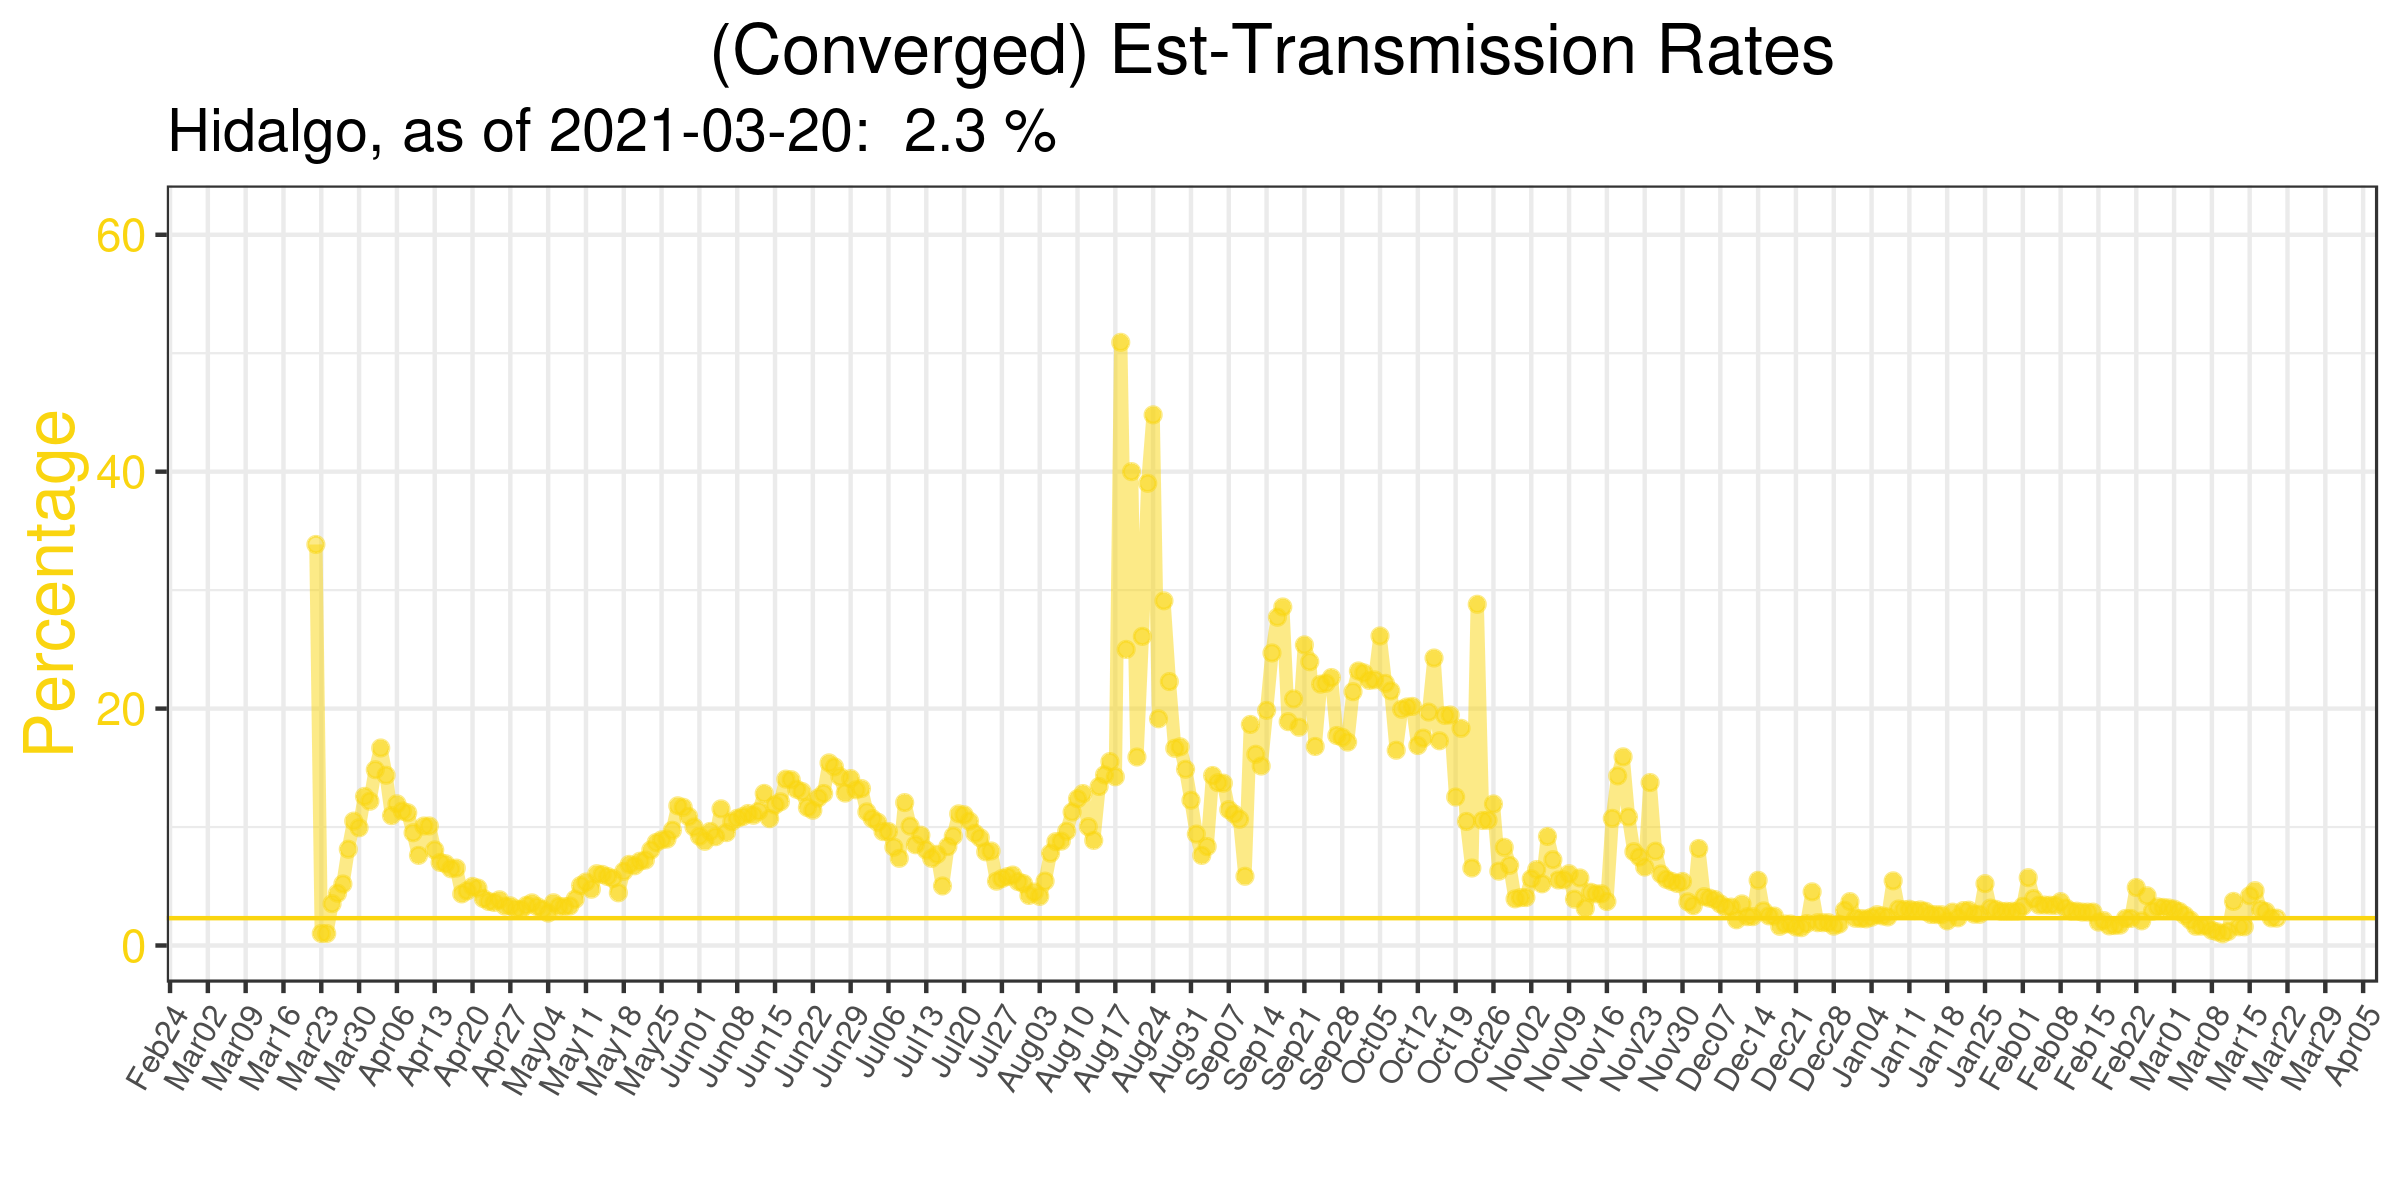 (Converged) Est-Transmission Rates
Hidalgo, as of 2021-03-20:  2.3 %
Percentage
60
40
20
0
Feb24
Mar02
Mar09
Mar16
Mar23
Mar30
Apr06
Apr13
Apr20
Apr27
May04
May11
May18
May25
Jun01
Jun08
Jun15
Jun22
Jun29
Jul06
Jul13
Jul20
Jul27
Aug03
Aug10
Aug17
Aug24
Aug31
Sep07
Sep14
Sep21
Sep28
Oct05
Oct12
Oct19
Oct26
Nov02
Nov09
Nov16
Nov23
Nov30
Dec07
Dec14
Dec21
Dec28
Jan04
Jan11
Jan18
Jan25
Feb01
Feb08
Feb15
Feb22
Mar01
Mar08
Mar15
Mar22
Mar29
Apr05